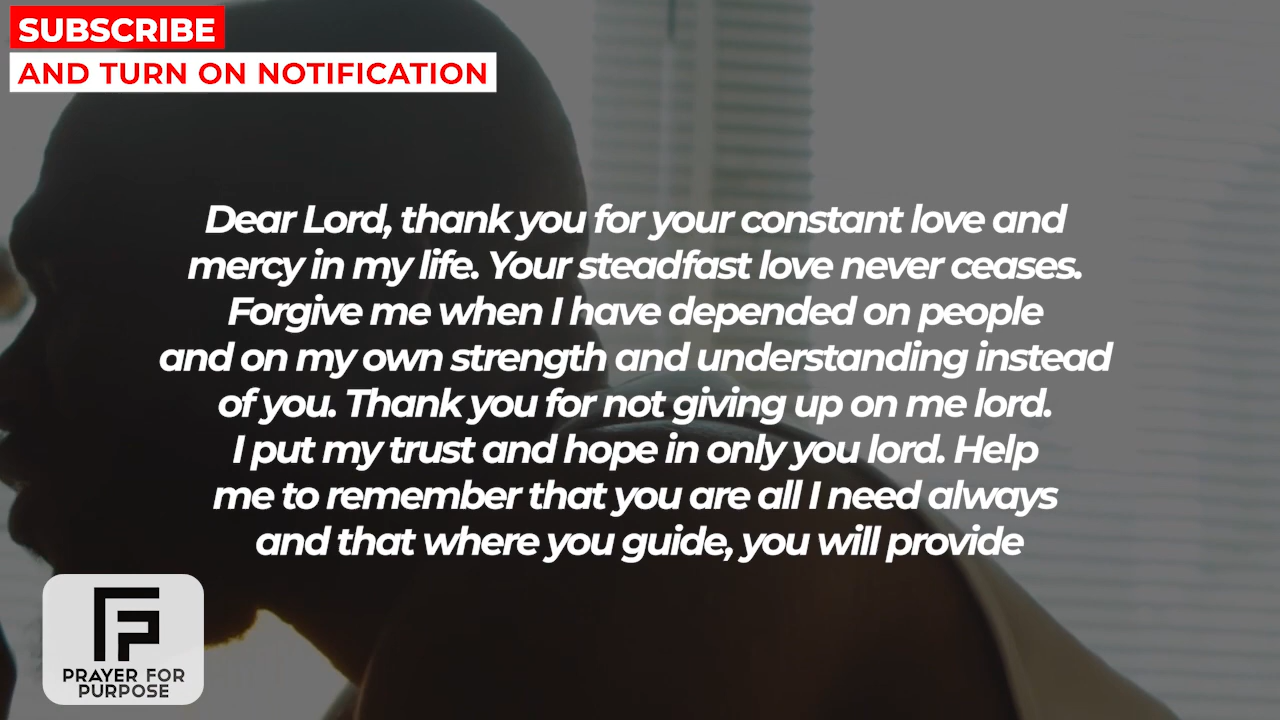 SUBSCRIBE
AND TURN ON NOTIFICATION
Dear Lord, thank you for your constant love and
mercy in my life. Your steadfast love never ceases.
Forgive me when I have depended on people
and on my own strength and understanding instead
of you. Thank you for not giving up on me lord.
I put my trust and hope in only you lord. Help
me to remember that you are all I need always
and that where you guide, you will provide
PRAYER FOR
PURPOSE